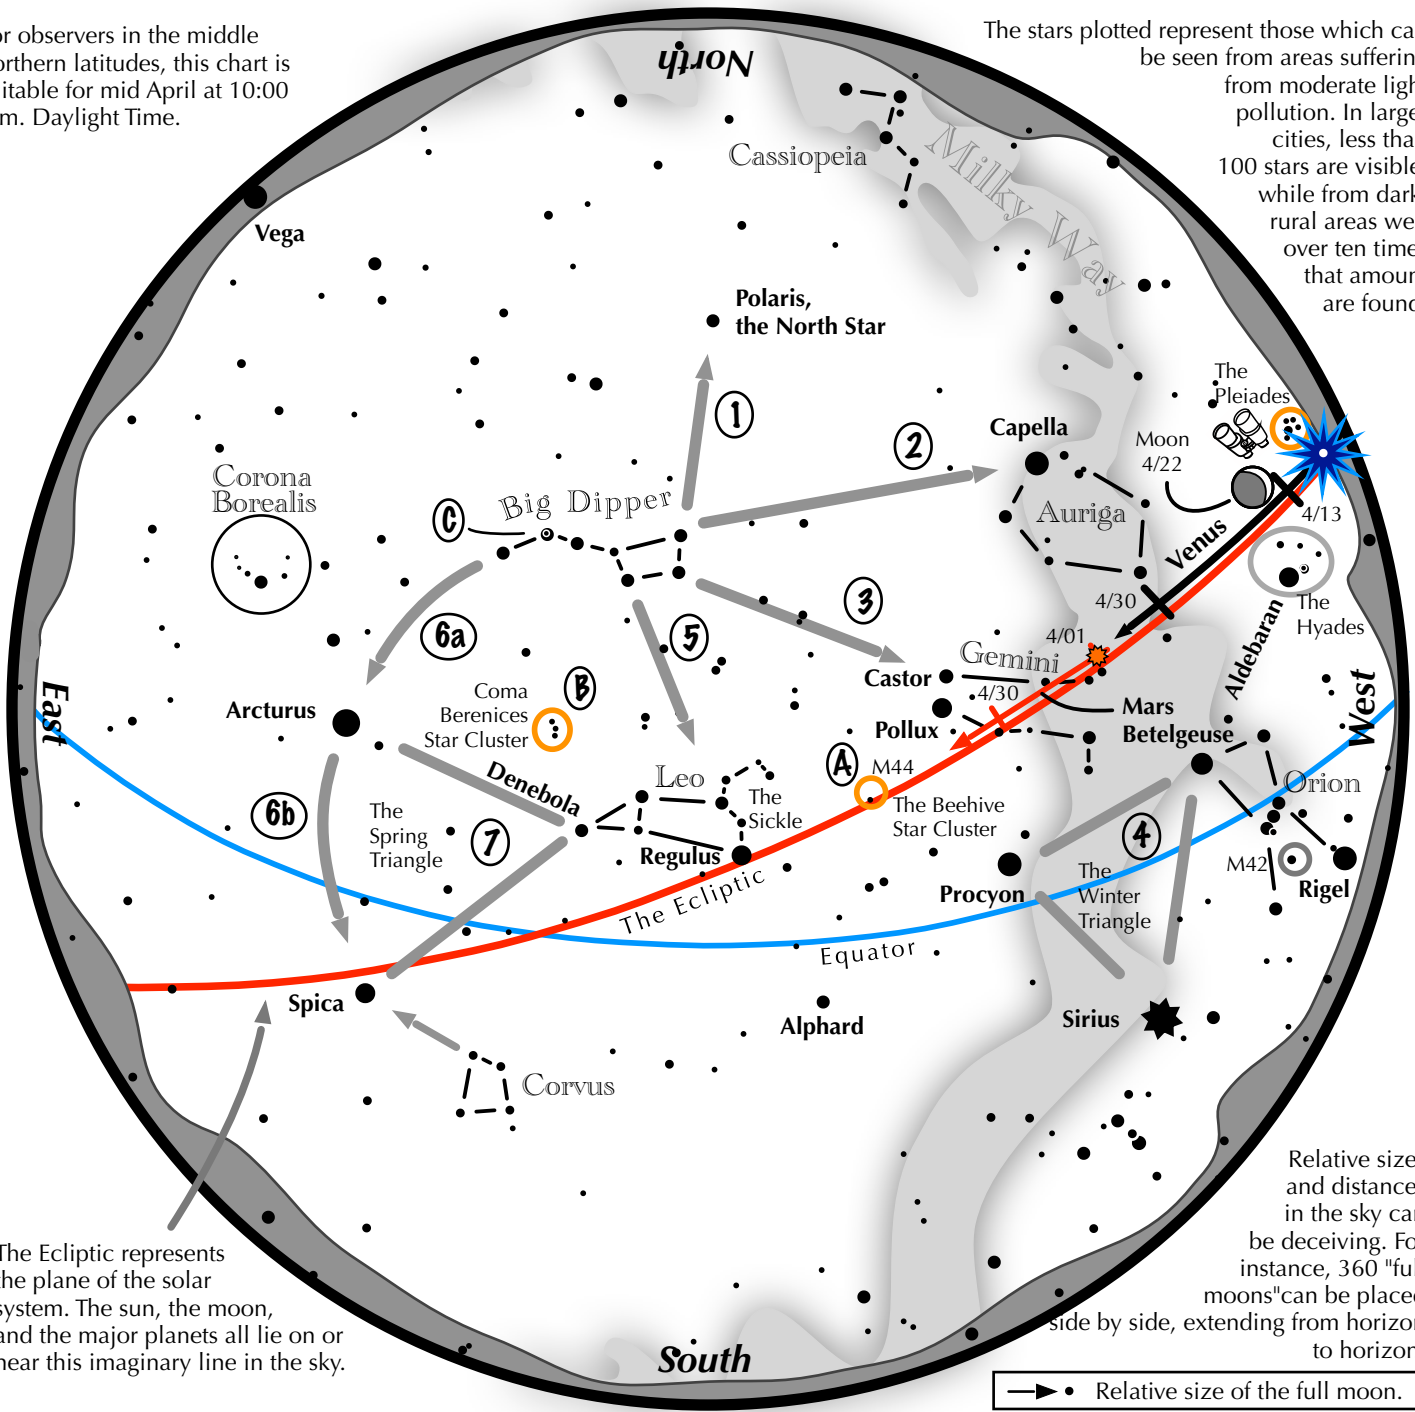 or observers in the middle
orthern latitudes, this chart is
itable for mid April at 10:00
m. Daylight Time.
The stars plotted represent those which ca
be seen from areas sufferin
from moderate ligh
pollution. In large
cities, less tha
100 stars are visible
while from dark
rural areas we
over ten time
that amoun
are found
North
Cassiopeia
Milky Way
Vega
Polaris,
the North Star
1
2
Capella
The
Pleiades
Moon
4/22
4/13
Corona
Borealis
C
Big Dipper
Auriga
Venus
3
4/30
The
Hyades
Aldebaran
6a
5
4/01
Gemini
Castor
4/30
East
Coma
Berenices
Star Cluster
B
Arcturus
Pollux
Mars
Betelgeuse
West
Denebola
Leo
A
M44
Orion
The
Sickle
The Beehive
Star Cluster
6b
The
Spring
Triangle
7
4
Regulus
M42
Rigel
Procyon
The
Winter
Triangle
The Ecliptic
Equator
Spica
Alphard
Sirius
Corvus
The Ecliptic represents
the plane of the solar
system. The sun, the moon,
and the major planets all lie on or
near this imaginary line in the sky.
Relative size
and distance
in the sky can
be deceiving. Fo
instance, 360 "ful
moons"can be placed
side by side, extending from horizon
to horizon
South
Relative size of the full moon.